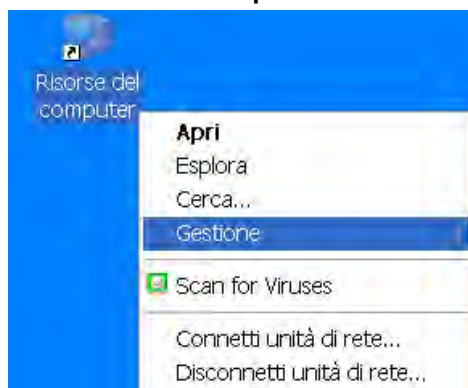 Risorse del
computer
Apri
Esplora
Cerca...
Gestione
Scan for Viruses
Connetti unità di rete...
Disconnetti unità di rete...